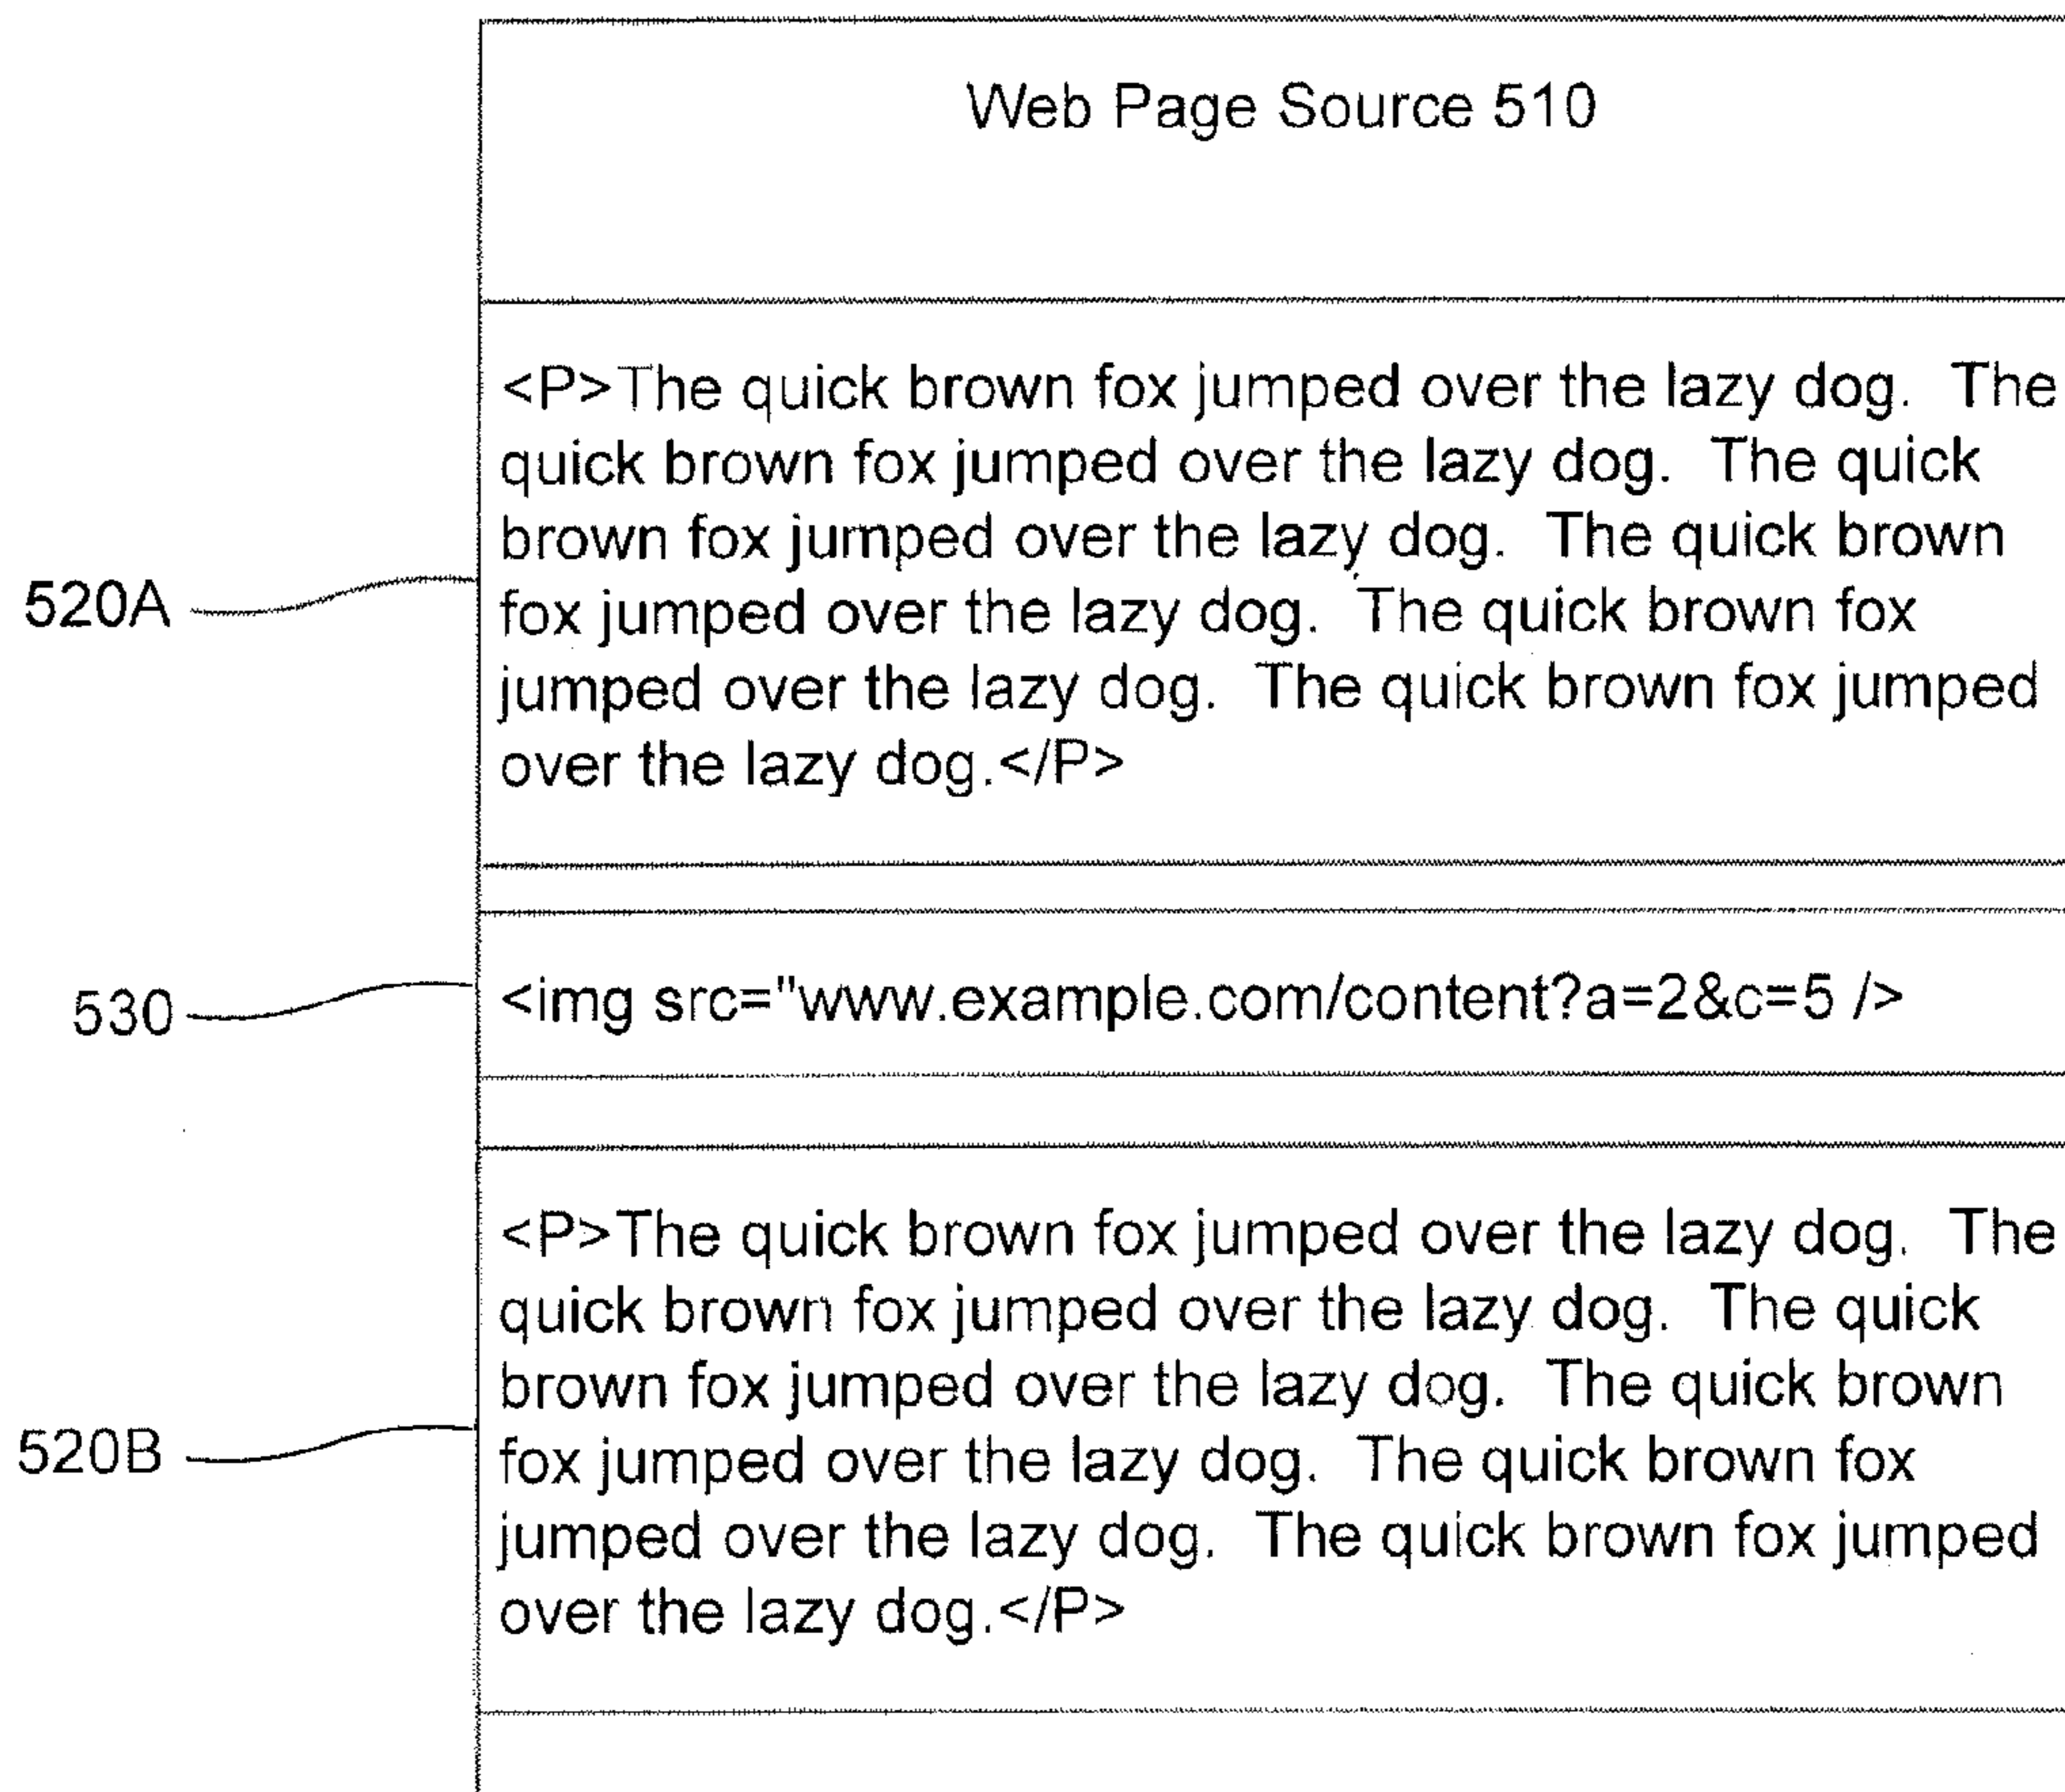 Web Page Source 510
<P>The quick brown fox jumped over the lazy dog.  The
quick brown fox jumped over the lazy dog.  The quick
brown fox jumped over the lazy dog.  The quick brown
520A
fox jumped over the lazy dog.  The quick brown fox
jumped over the lazy dog.  The quick brown fox jumped
over the lazy dog.</P>
530
<img src="www.example.com/content?a=2&c=5 />
<P>The quick brown fox jumped over the lazy dog.  The
quick brown fox jumped over the lazy dog.  The quick
brown fox jumped over the lazy dog.  The quick brown
520B
fox jumped over the lazy dog.  The quick brown fox
jumped over the lazy dog.  The quick brown fox jumped
over the lazy dog.</P>